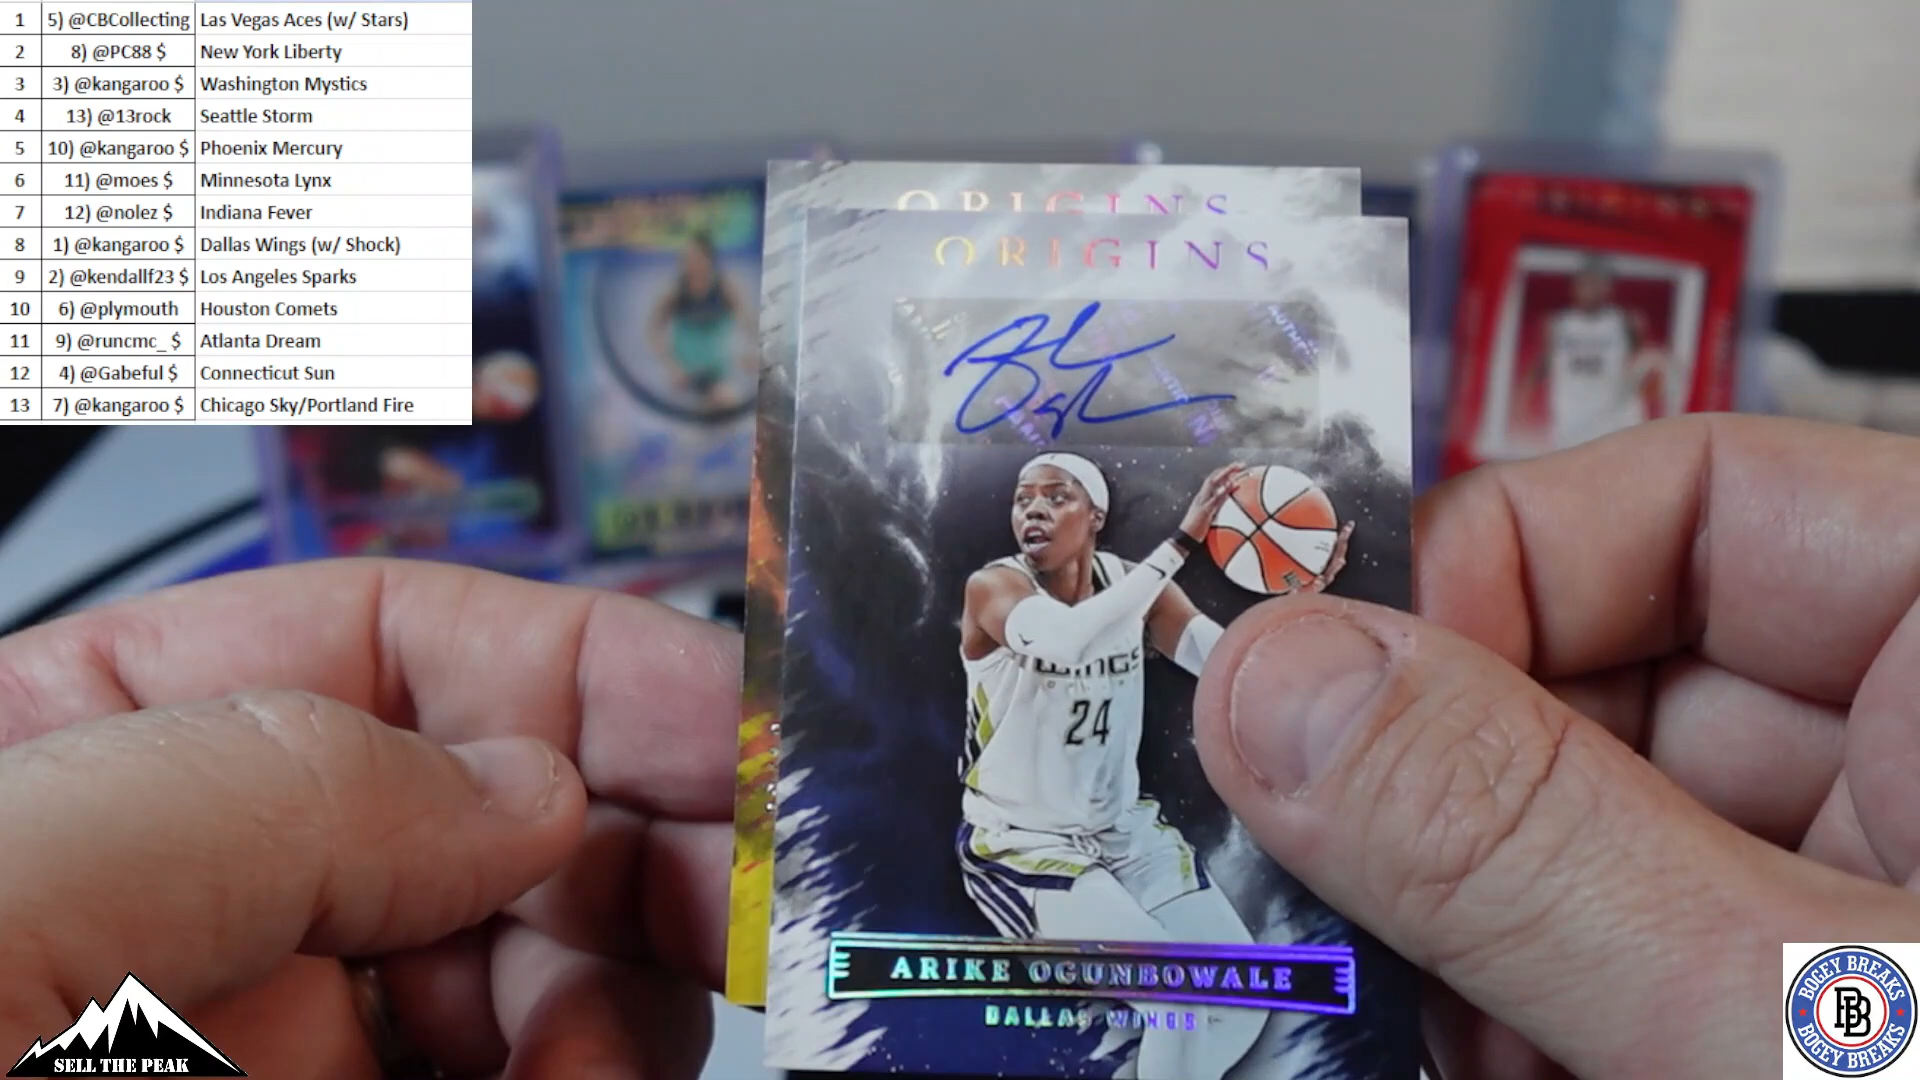 1 5) @CBCollecting Las Vegas Aces (w/ Stars)
2 8) @PC88 $ New York Liberty
3 3) @kangaroo $ Washington Mystics
4 13) @13rock Seattle Storm
5 10) @kangaroo $ Phoenix Mercury
6 11) @moes $ Minnesota Lynx
7 12) @nolez $ Indiana Fever
8 1) @kangaroo $ Dallas Wings (w/ Shock)
9 2) @kendallf23 $ Los Angeles Sparks
10 6) @plymouth Houston Comets
11 9) @runcmc_ $ Atlanta Dream
12 4) @Gabeful $ Connecticut Sun
13 7) @kangaroo $ Chicago Sky/Portland Fire
ORIGINS
ORIGINS
WINGS
24
ARIKE OGUNBOWALE
DALLAS WINGS
SELL THE PEAK
BOGEY BREAKS
BB
BOGEY BREAKS